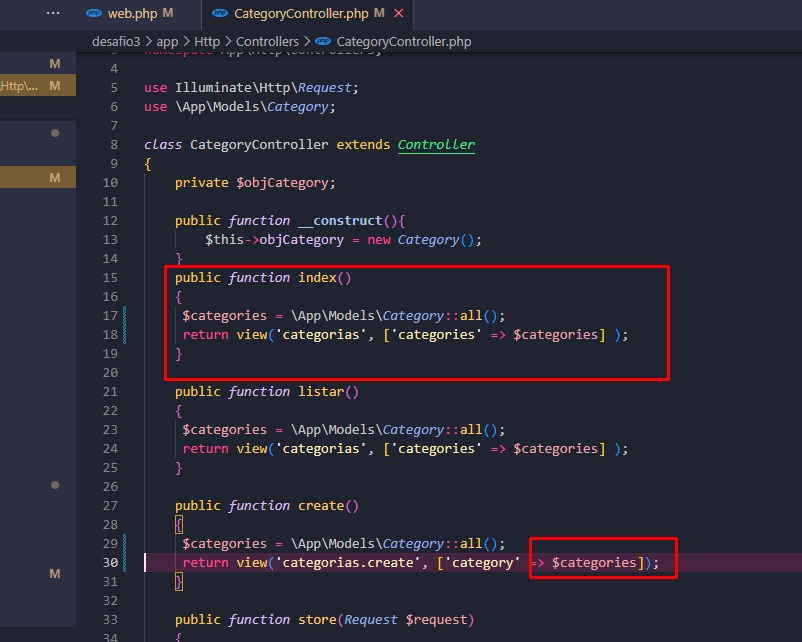 ··· web.php M CategoryController.php M ×
desafio3 > app > Http > Controllers > CategoryController.php
M
\Http\... M
M
M
3 namespace App\Http\Controllers;
4
5 use Illuminate\Http\Request;
6 use \App\Models\Category;
7
8 class CategoryController extends Controller
9 {
10 private $objCategory;
11
12 public function __construct(){
13 $this->objCategory = new Category();
14 }
15 public function index()
16 {
17 $categories = \App\Models\Category::all();
18 return view('categorias', ['categories' => $categories] );
19 }
20
21 public function listar()
22 {
23 $categories = \App\Models\Category::all();
24 return view('categorias', ['categories' => $categories] );
25 }
26
27 public function create()
28 {
29 $categories = \App\Models\Category::all();
30 return view('categorias.create', ['category' => $categories]);
31 }
32
33 public function store(Request $request)
34 {